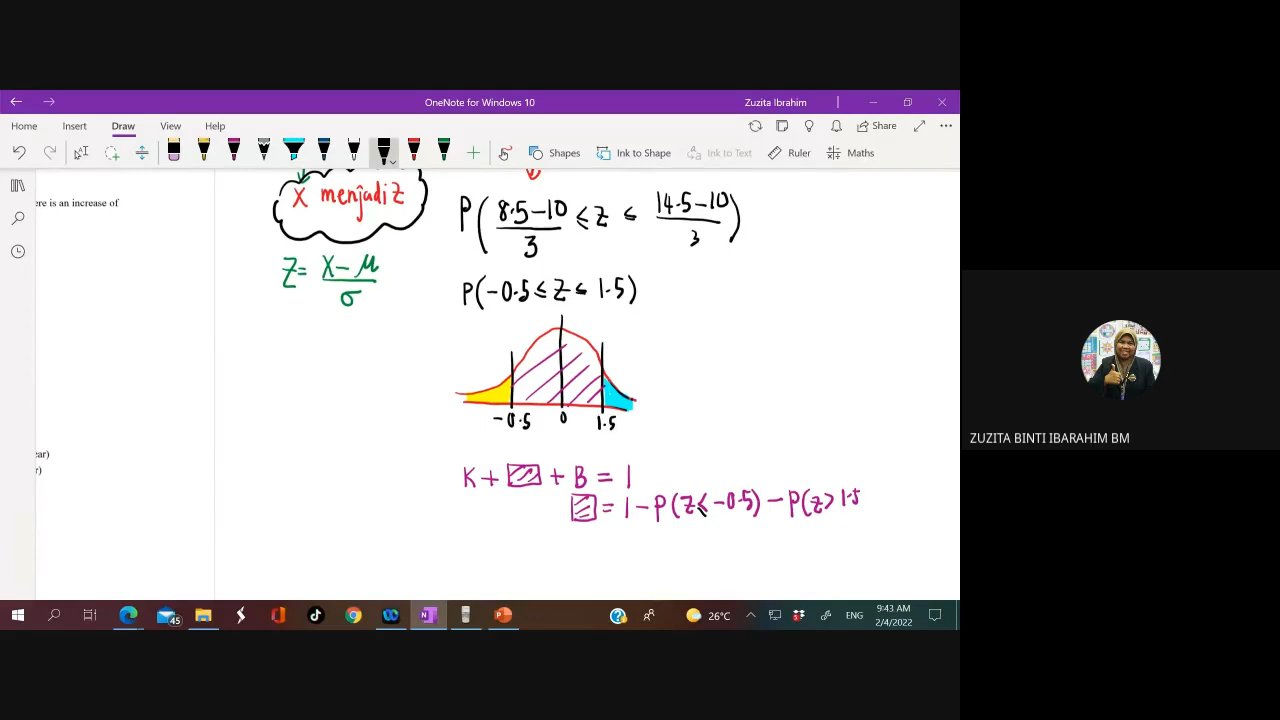 OneNote for Windows 10
Zuzita Ibrahim
Home Insert Draw View Help
Share
Shapes Ink to Shape Ink to Text Ruler Maths
ere is an increase of
X menjadi Z
Z = X - μ / σ
P( 8.5-10 / 3 ≤ Z ≤ 14.5-10 / 3 )
P(-0.5 ≤ Z ≤ 1.5)
-0.5 0 1.5
K + + B = 1
= 1 - P(Z ≤ -0.5) - P(Z > 1.5
ear)
r)
ZUZITA BINTI IBARAHIM BM
45
26°C
5
ENG
9:43 AM
2/4/2022